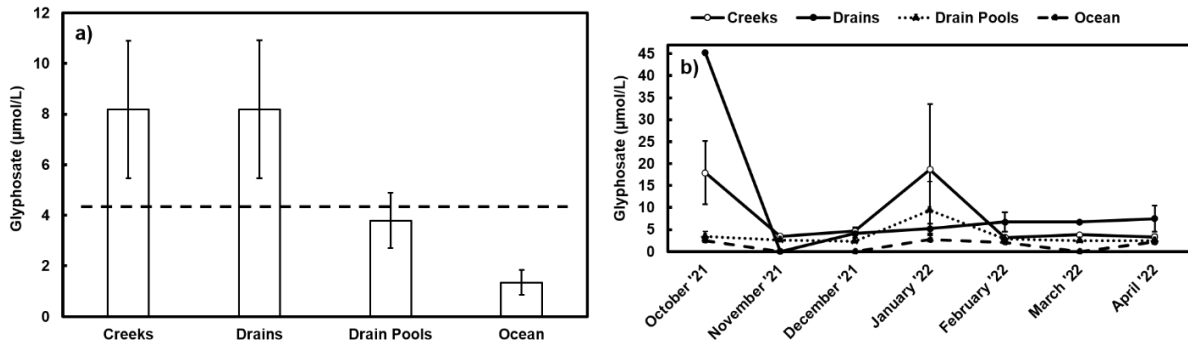 a)
Glyphosate (µmol/L)
12
10
8
6
4
2
0
Creeks Drains Drain Pools Ocean
Creeks Drains Drain Pools Ocean
b)
Glyphosate (µmol/L)
45
40
35
30
25
20
15
10
5
0
October '21
November '21
December '21
January '22
February '22
March '22
April '22